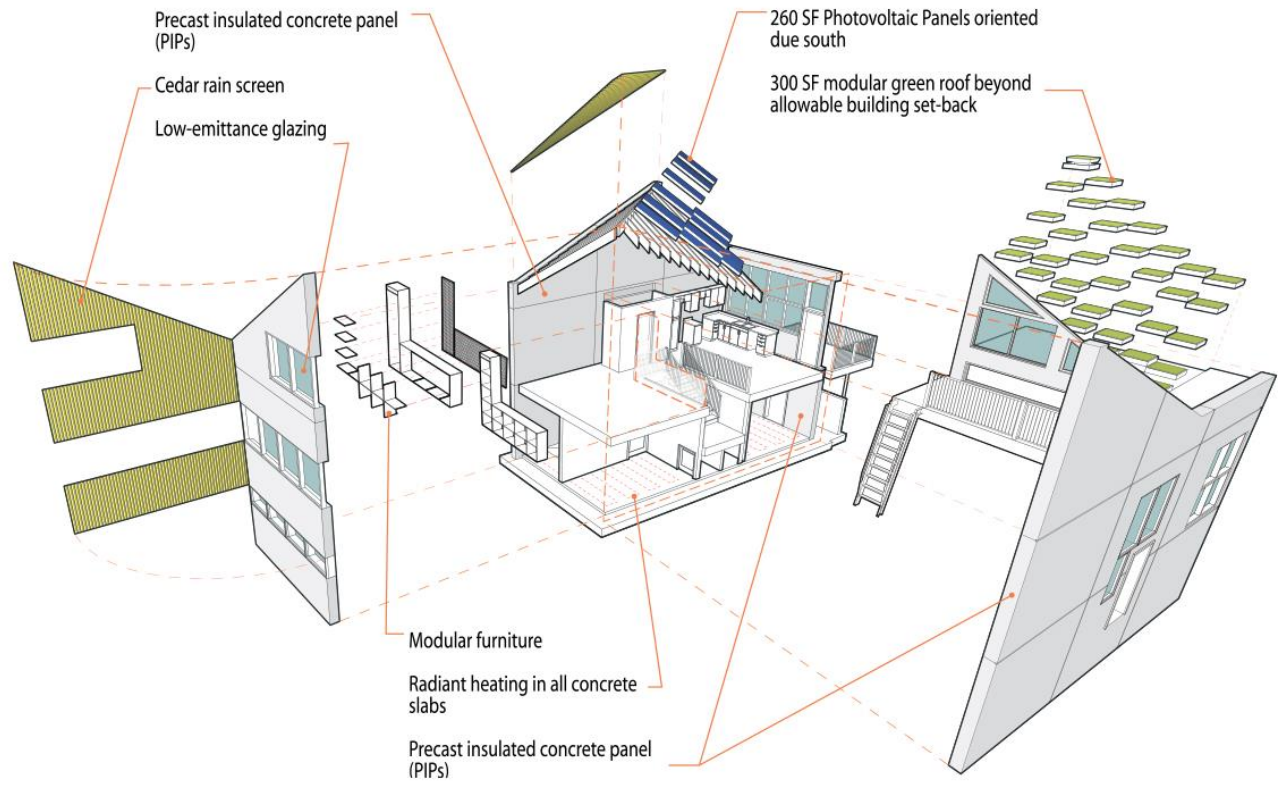 Precast insulated concrete panel
(PIPs)
Cedar rain screen
Low-emittance glazing
260 SF Photovoltaic Panels oriented
due south
300 SF modular green roof beyond
allowable building set-back
Modular furniture
Radiant heating in all concrete
slabs
Precast insulated concrete panel
(PIPs)